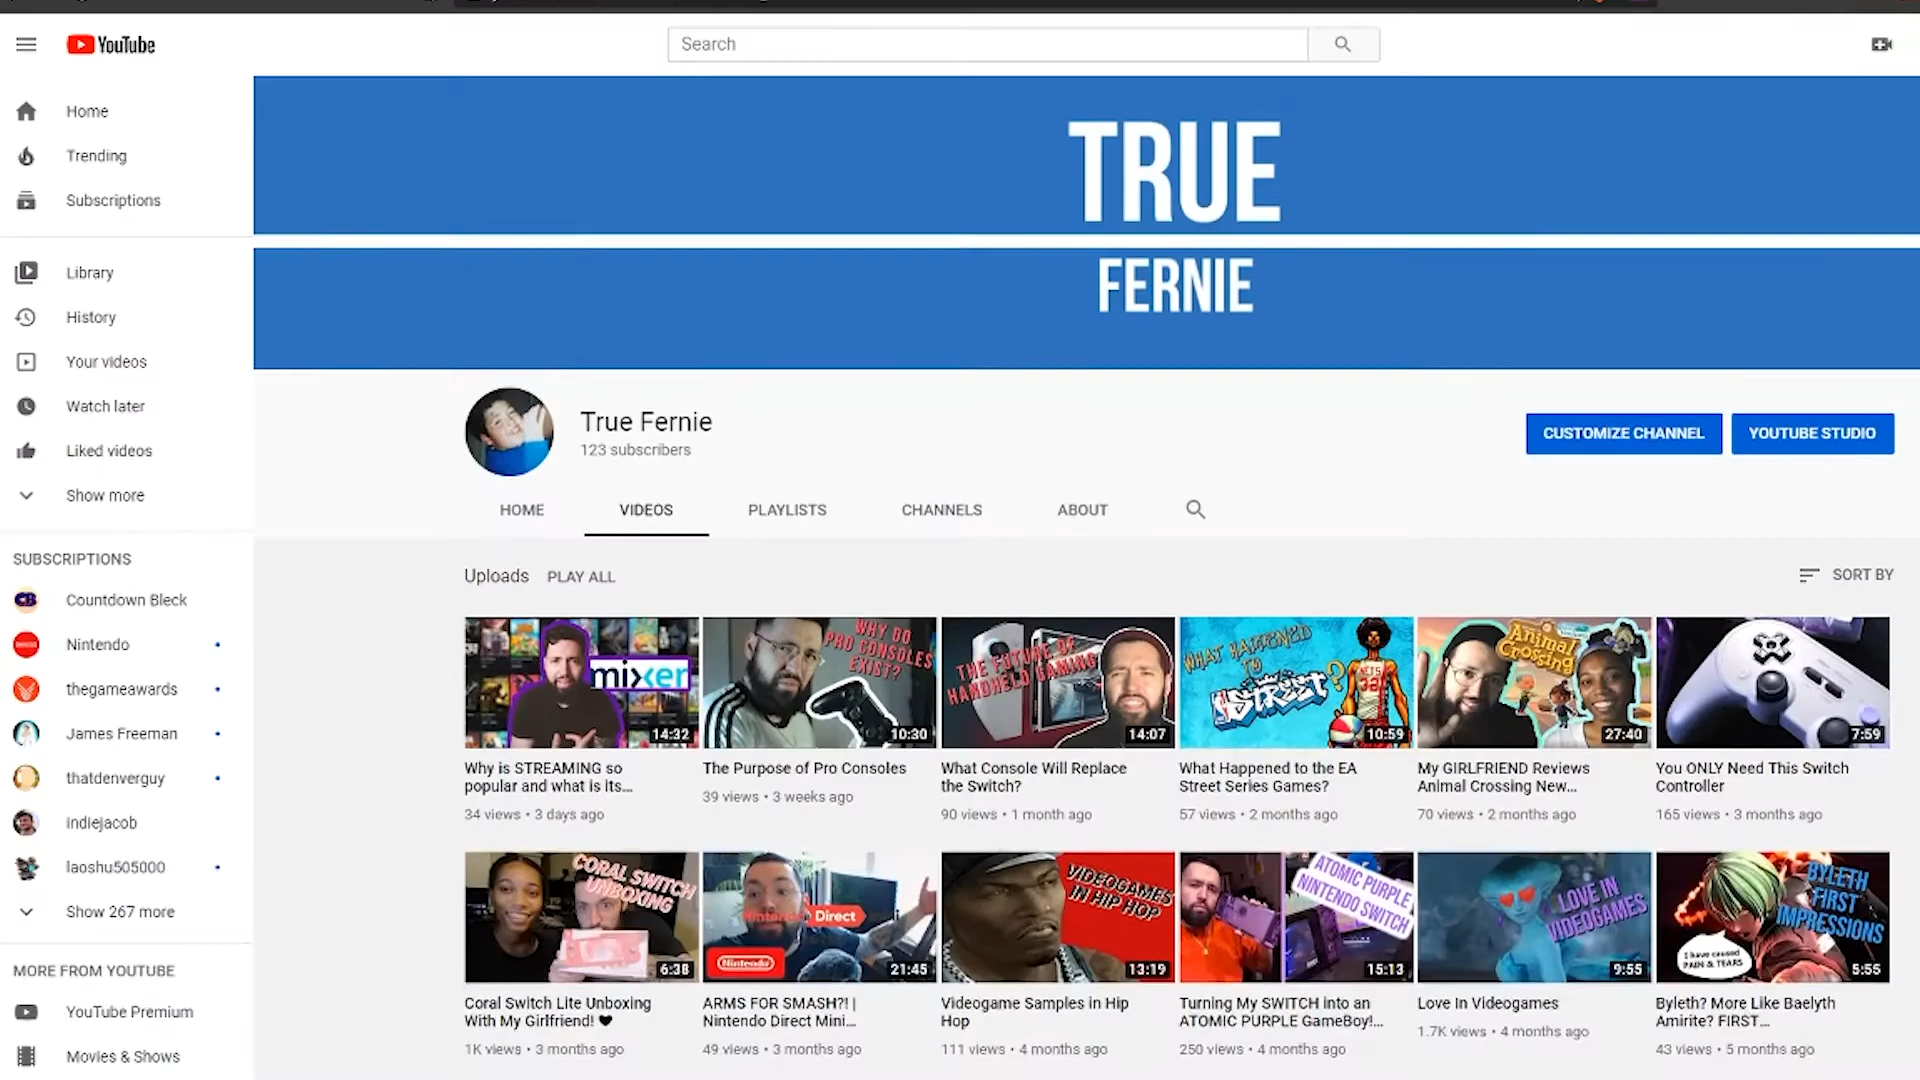 YouTube
Search
Home
Trending
Subscriptions
Library
History
Your videos
Watch later
Liked videos
Show more
SUBSCRIPTIONS
Countdown Bleck
Nintendo
thegameawards
James Freeman
thatdenverguy
indiejacob
laoshu505000
Show 267 more
MORE FROM YOUTUBE
YouTube Premium
Movies & Shows
TRUE
FERNIE
True Fernie
123 subscribers
CUSTOMIZE CHANNEL
YOUTUBE STUDIO
HOME
VIDEOS
PLAYLISTS
CHANNELS
ABOUT
Uploads
PLAY ALL
SORT BY
mixer
14:32
Why is STREAMING so
popular and what is its...
34 views • 3 days ago
WHY DO
PRO CONSOLES
EXIST?
10:30
The Purpose of Pro Consoles
39 views • 3 weeks ago
THE FUTURE OF
HANDHELD GAMING
14:07
What Console Will Replace
the Switch?
90 views • 1 month ago
WHAT HAPPENED
TO
STREET?
NETS
32
10:59
What Happened to the EA
Street Series Games?
57 views • 2 months ago
Animal
Crossing
27:40
My GIRLFRIEND Reviews
Animal Crossing New...
70 views • 2 months ago
7:59
You ONLY Need This Switch
Controller
165 views • 3 months ago
CORAL SWITCH
UNBOXING
6:38
Coral Switch Lite Unboxing
With My Girlfriend! ♥
1K views • 3 months ago
Nintendo Direct
Nintendo
21:45
ARMS FOR SMASH?! |
Nintendo Direct Mini...
49 views • 3 months ago
VIDEOGAMES
IN HIP HOP
13:19
Videogame Samples in Hip
Hop
111 views • 4 months ago
ATOMIC PURPLE
NINTENDO SWITCH
15:13
Turning My SWITCH into an
ATOMIC PURPLE GameBoy!...
250 views • 4 months ago
LOVE IN
VIDEOGAMES
9:55
Love In Videogames
1.7K views • 4 months ago
BYLETH
FIRST
IMPRESSIONS
I have caused
PAIN & TEARS
5:55
Byleth? More Like Baelyth
Amirite? FIRST...
43 views • 5 months ago